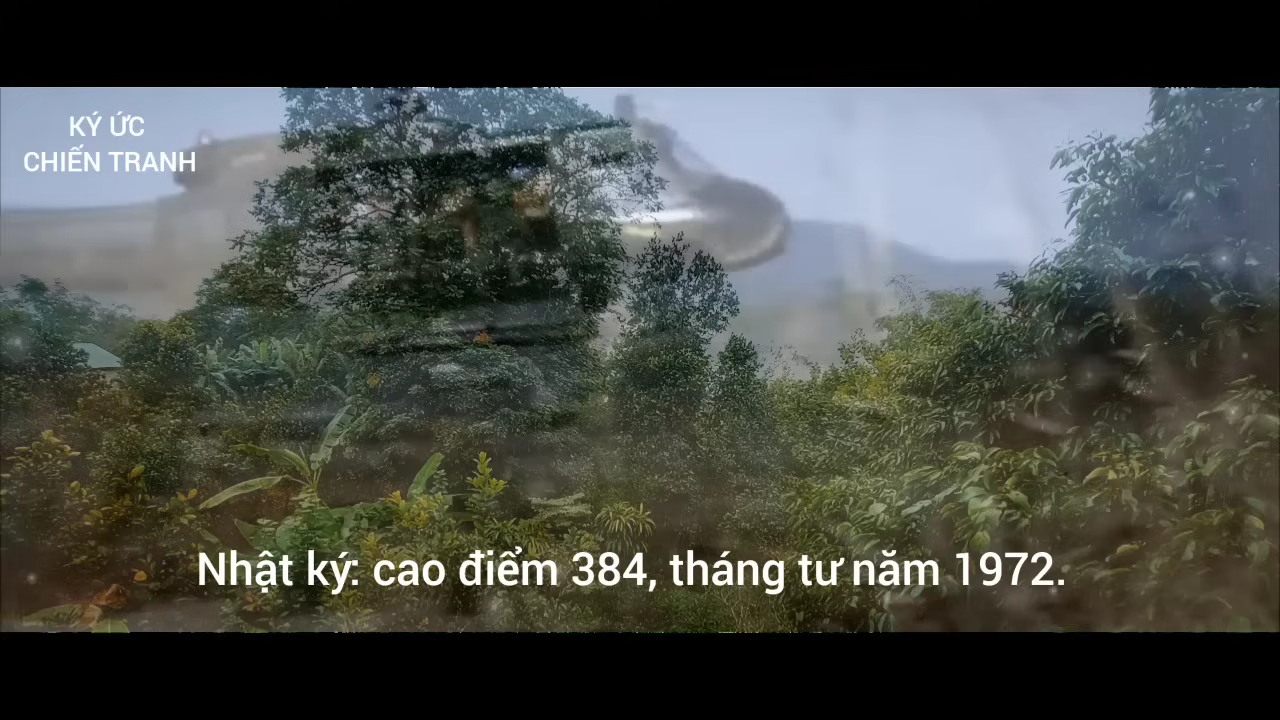 KÝ ỨC
CHIẾN TRANH
Nhật ký: cao điểm 384, tháng tư năm 1972.